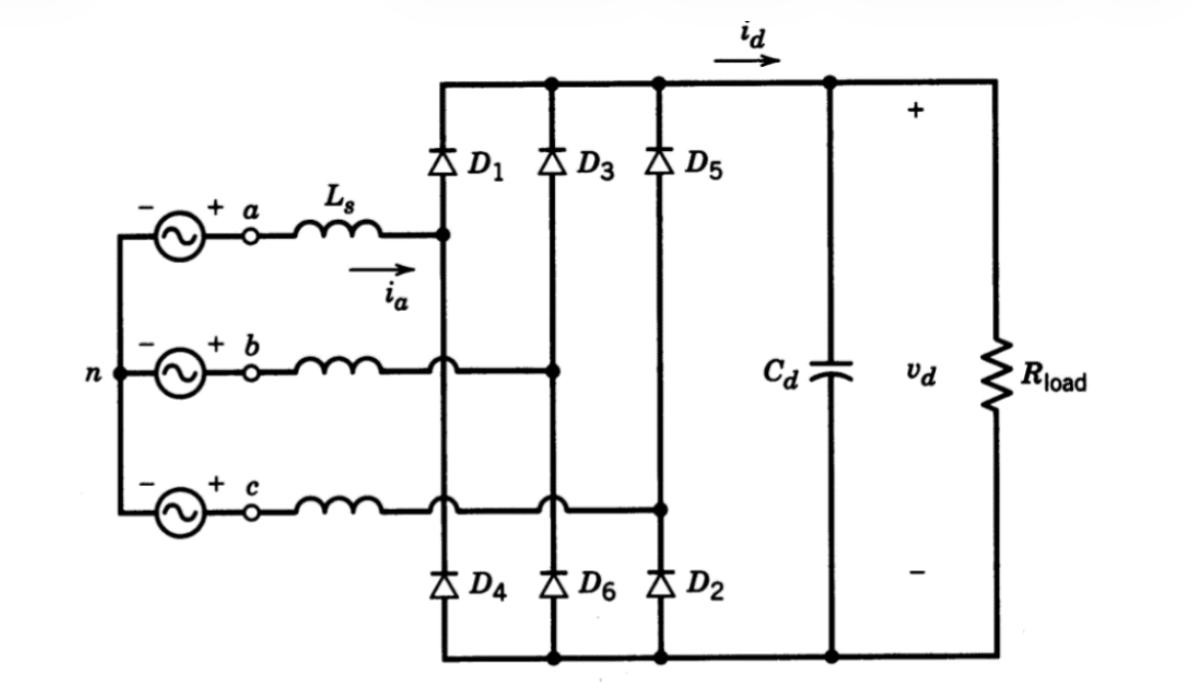 i_d
D_1 D_3 D_5
+
− + a L_s
i_a
− + b
n
C_d v_d R_load
− + c
D_4 D_6 D_2
−